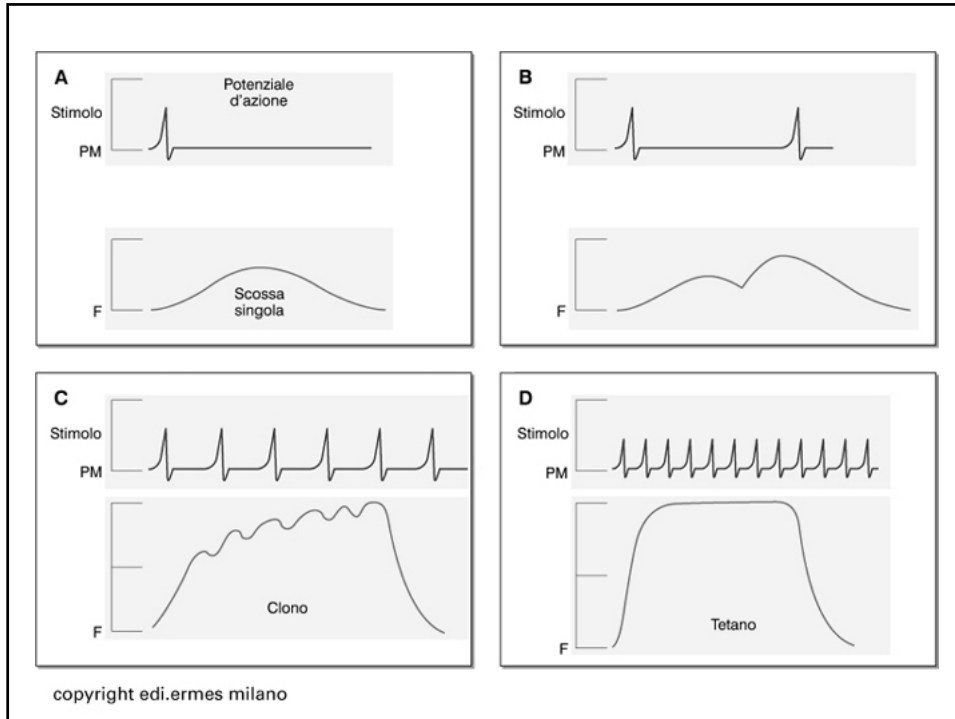 A
Potenziale
d'azione
Stimolo
PM
Scossa
singola
F
B
Stimolo
PM
F
C
Stimolo
PM
Clono
F
D
Stimolo
PM
Tetano
F
copyright edi.ermes milano